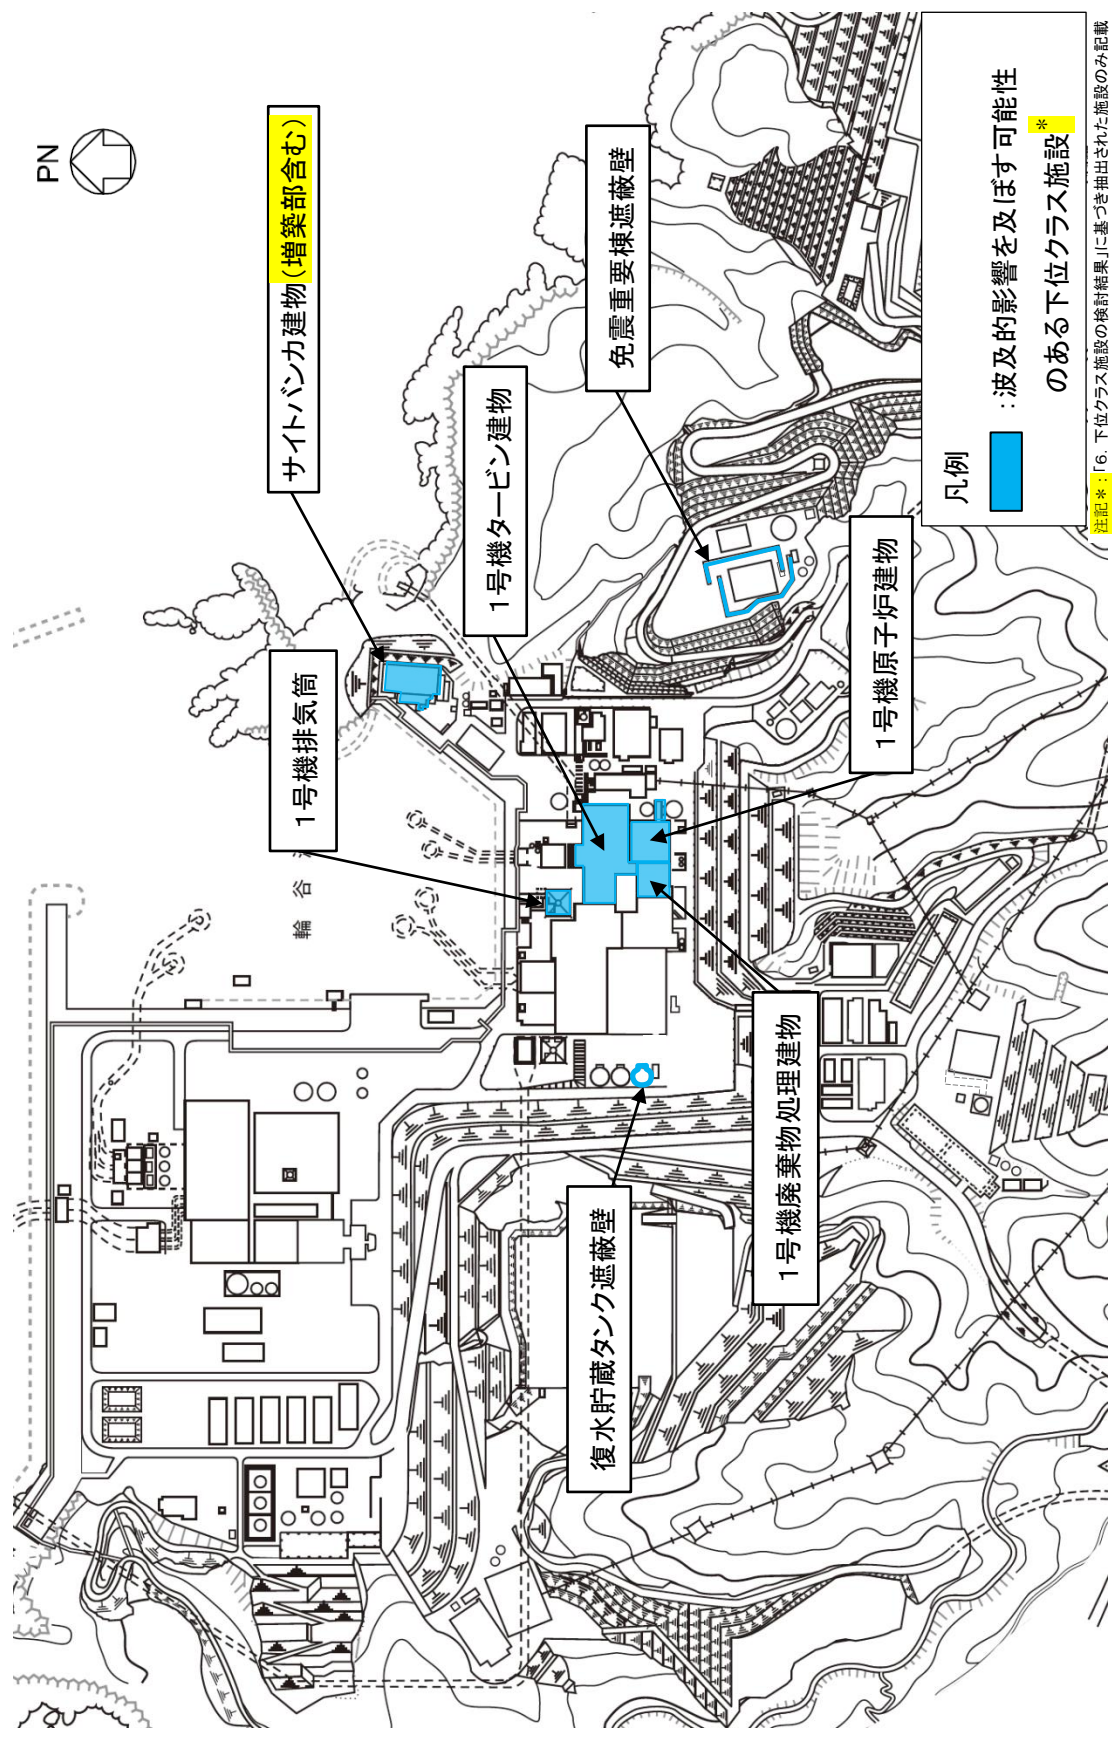 PN
サイトバンカ建物(増築部含む)
免震重要棟遮蔽壁
1号機タービン建物
1号機排気筒
輪谷
1号機原子炉建物
1号機廃棄物処理建物
復水貯蔵タンク遮蔽壁
凡例
:波及的影響を及ぼす可能性
のある下位クラス施設*
注記*:「6. 下位クラス施設の検討結果」に基づき抽出された施設のみ記載